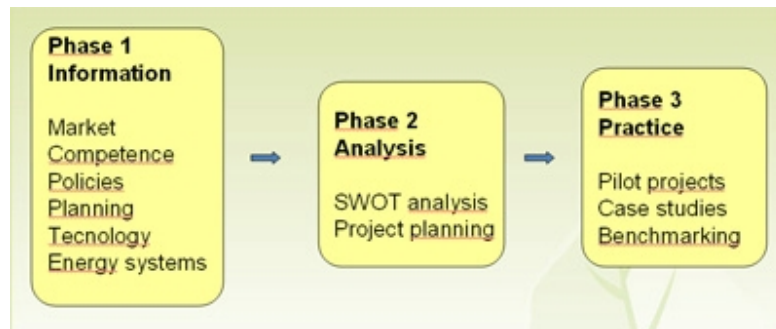 Phase 1
Information
Market
Competence
Policies
Planning
Tecnology
Energy systems
Phase 2
Analysis
SWOT analysis
Project planning
Phase 3
Practice
Pilot projects
Case studies
Benchmarking